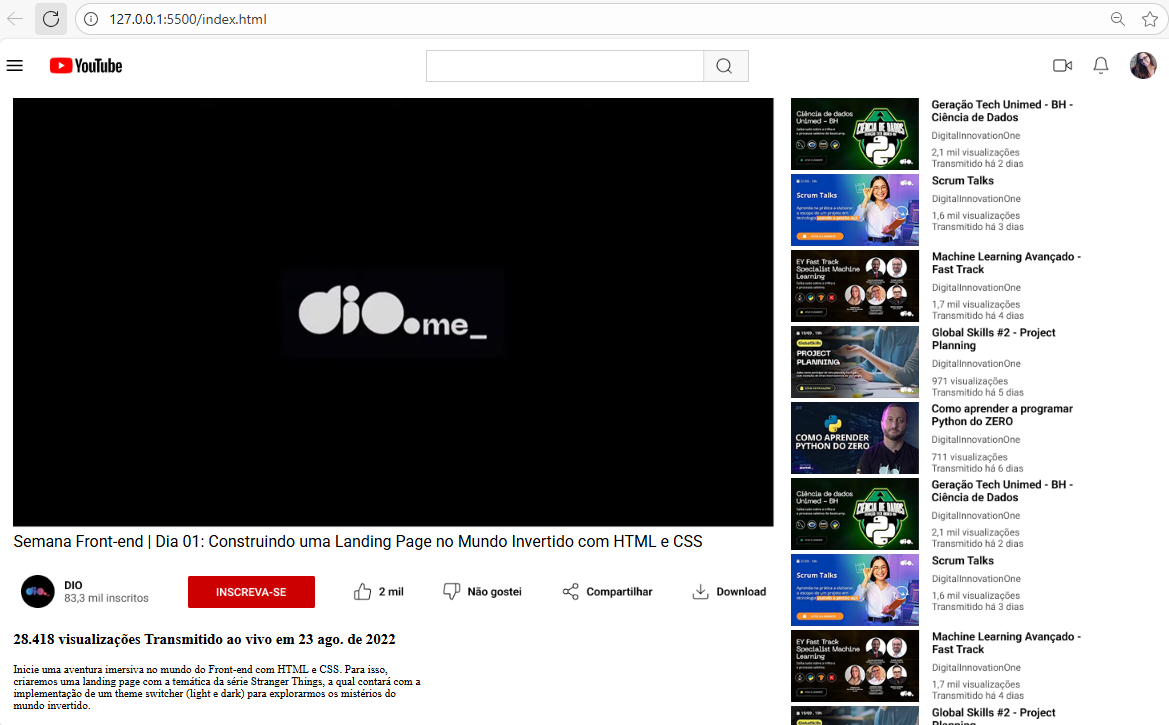 127.0.0.1:5500/index.html
YouTube
dio.me_
Semana Front-end | Dia 01: Construindo uma Landing Page no Mundo Invertido com HTML e CSS
dio.
DIO
83,3 mil inscritos
INSCREVA-SE
2 mil
Não gostei
Compartilhar
Download
28.418 visualizações Transmitido ao vivo em 23 ago. de 2022
Inicie uma aventura imersiva no mundo do Front-end com HTML e CSS. Para isso,
criaremos uma landing page com a temática da série Stranger Things, a qual contará com a
implementação de um theme switcher (light e dark) para explorarmos os mistérios do
mundo invertido.
Ciência de dados
Unimed - BH
CIÊNCIA DE DADOS
Geração Tech Unimed - BH -
Ciência de Dados
DigitalInnovationOne
2,1 mil visualizações
Transmitido há 2 dias
Scrum Talks
Scrum Talks
DigitalInnovationOne
1,6 mil visualizações
Transmitido há 3 dias
EY Fast Track
Specialist Machine
Learning
Machine Learning Avançado -
Fast Track
DigitalInnovationOne
1,7 mil visualizações
Transmitido há 4 dias
GlobalSkills
PROJECT
PLANNING
Global Skills #2 - Project
Planning
DigitalInnovationOne
971 visualizações
Transmitido há 5 dias
COMO APRENDER
PYTHON DO ZERO
Como aprender a programar
Python do ZERO
DigitalInnovationOne
711 visualizações
Transmitido há 6 dias
Ciência de dados
Unimed - BH
CIÊNCIA DE DADOS
Geração Tech Unimed - BH -
Ciência de Dados
DigitalInnovationOne
2,1 mil visualizações
Transmitido há 2 dias
Scrum Talks
Scrum Talks
DigitalInnovationOne
1,6 mil visualizações
Transmitido há 3 dias
EY Fast Track
Specialist Machine
Learning
Machine Learning Avançado -
Fast Track
DigitalInnovationOne
1,7 mil visualizações
Transmitido há 4 dias
Global Skills #2 - Project
Planning